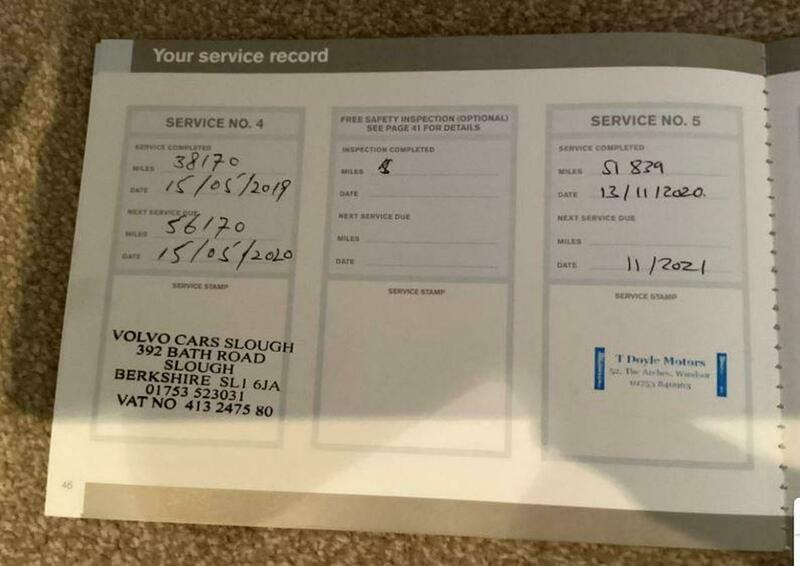 Your service record
SERVICE NO. 4
SERVICE COMPLETED
MILES 38170
DATE 15/05/2019
NEXT SERVICE DUE
MILES 56170
DATE 15/05/2020
SERVICE STAMP
VOLVO CARS SLOUGH
392 BATH ROAD
SLOUGH
BERKSHIRE SL1 6JA
01753 523031
VAT NO 413 2475 80
FREE SAFETY INSPECTION (OPTIONAL)
SEE PAGE 41 FOR DETAILS
INSPECTION COMPLETED
MILES
DATE
NEXT SERVICE DUE
MILES
DATE
SERVICE STAMP
SERVICE NO. 5
SERVICE COMPLETED
MILES 51 839
DATE 13/11/2020.
NEXT SERVICE DUE
MILES
DATE 11/2021
SERVICE STAMP
T Doyle Motors
52, The Arches, Windsor
01753 840963
46